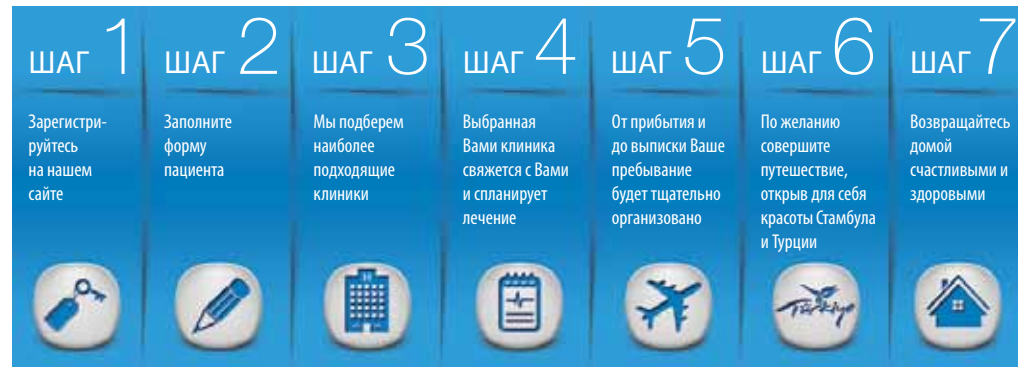 ШАГ 1
Зарегистри-
руйтесь
на нашем
сайте
ШАГ 2
Заполните
форму
пациента
ШАГ 3
Мы подберем
наиболее
подходящие
клиники
ШАГ 4
Выбранная
Вами клиника
свяжется с Вами
и спланирует
лечение
ШАГ 5
От прибытия и
до выписки Ваше
пребывание
будет тщательно
организовано
ШАГ 6
По желанию
совершите
путешествие,
открыв для себя
красоты Стамбула
и Турции
Türkiye
ШАГ 7
Возвращайтесь
домой
счастливыми и
здоровыми
H